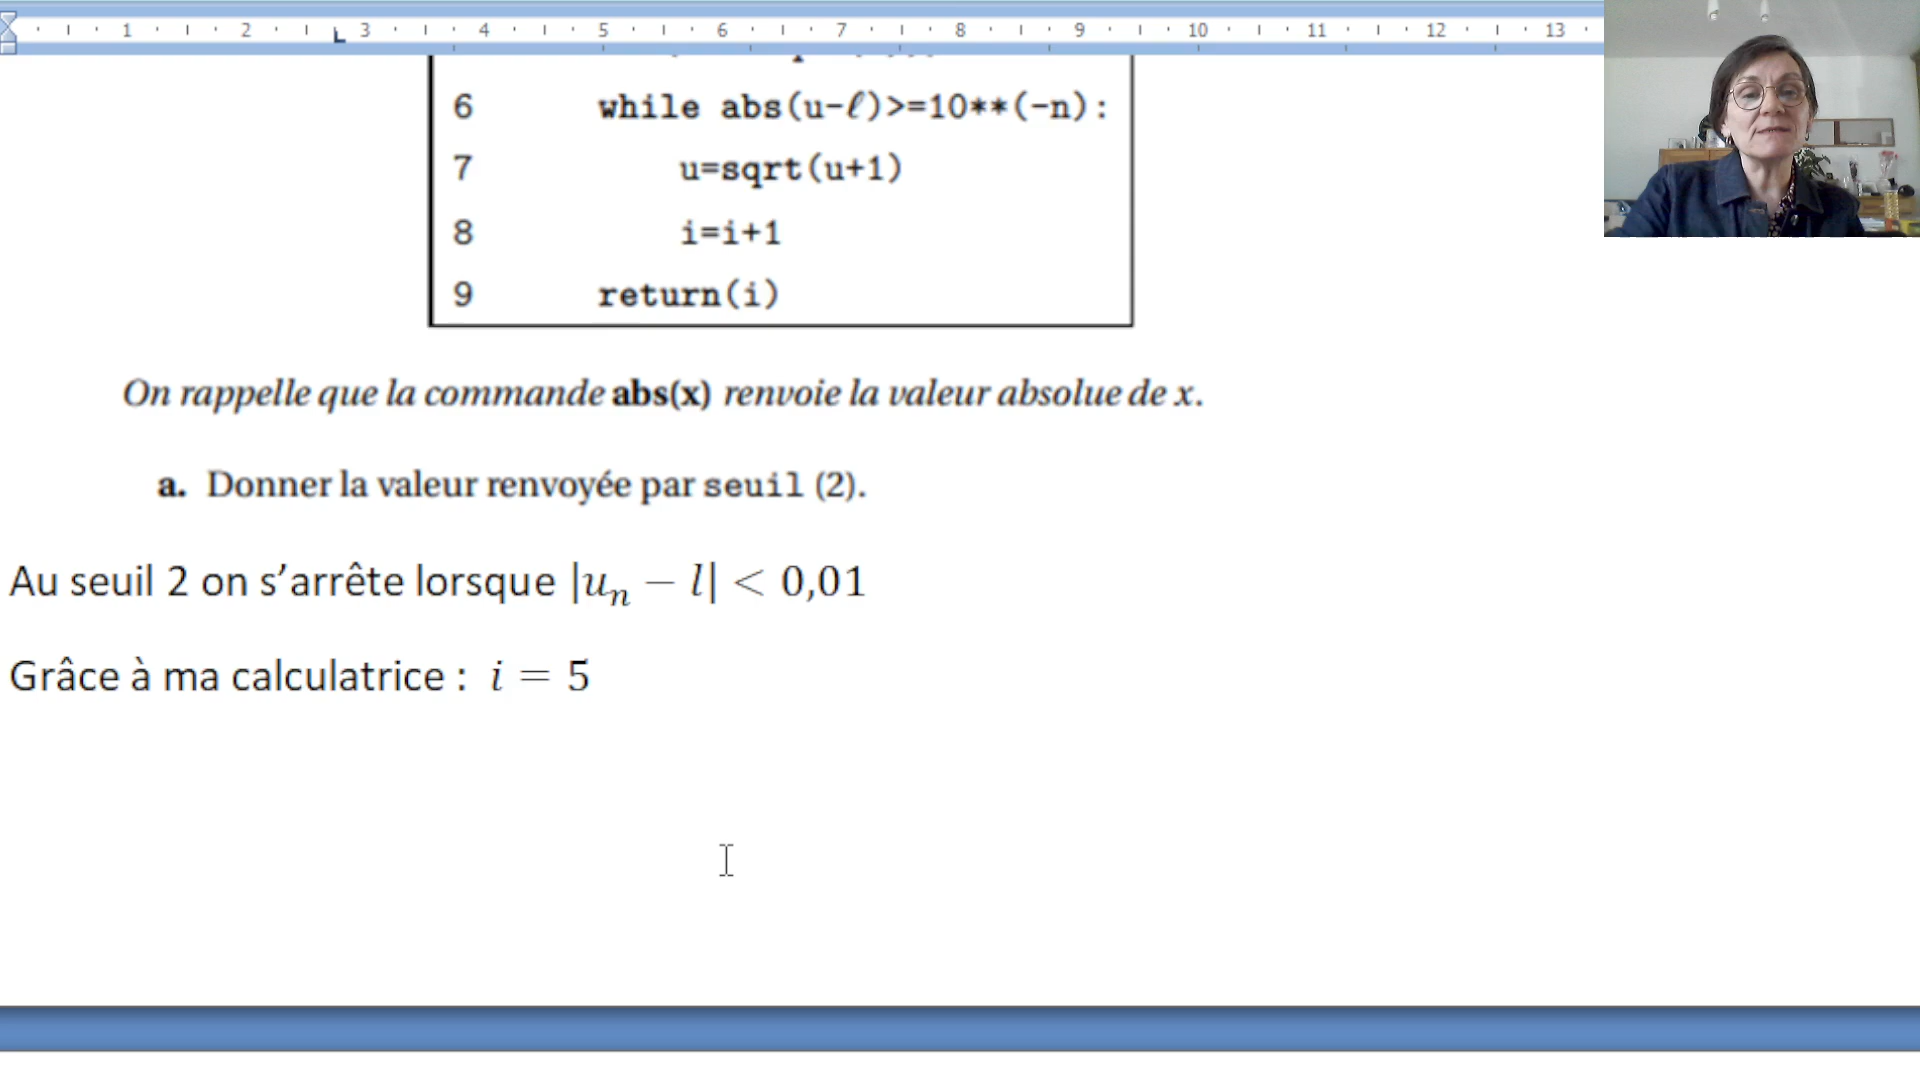 1 2 3 4 5 6 7 8 9 10 11 12 13
6 while abs(u-ℓ)>=10**(-n):
7 u=sqrt(u+1)
8 i=i+1
9 return(i)
On rappelle que la commande abs(x) renvoie la valeur absolue de x.
a. Donner la valeur renvoyée par seuil (2).
Au seuil 2 on s’arrête lorsque |uₙ − l| < 0,01
Grâce à ma calculatrice : i = 5